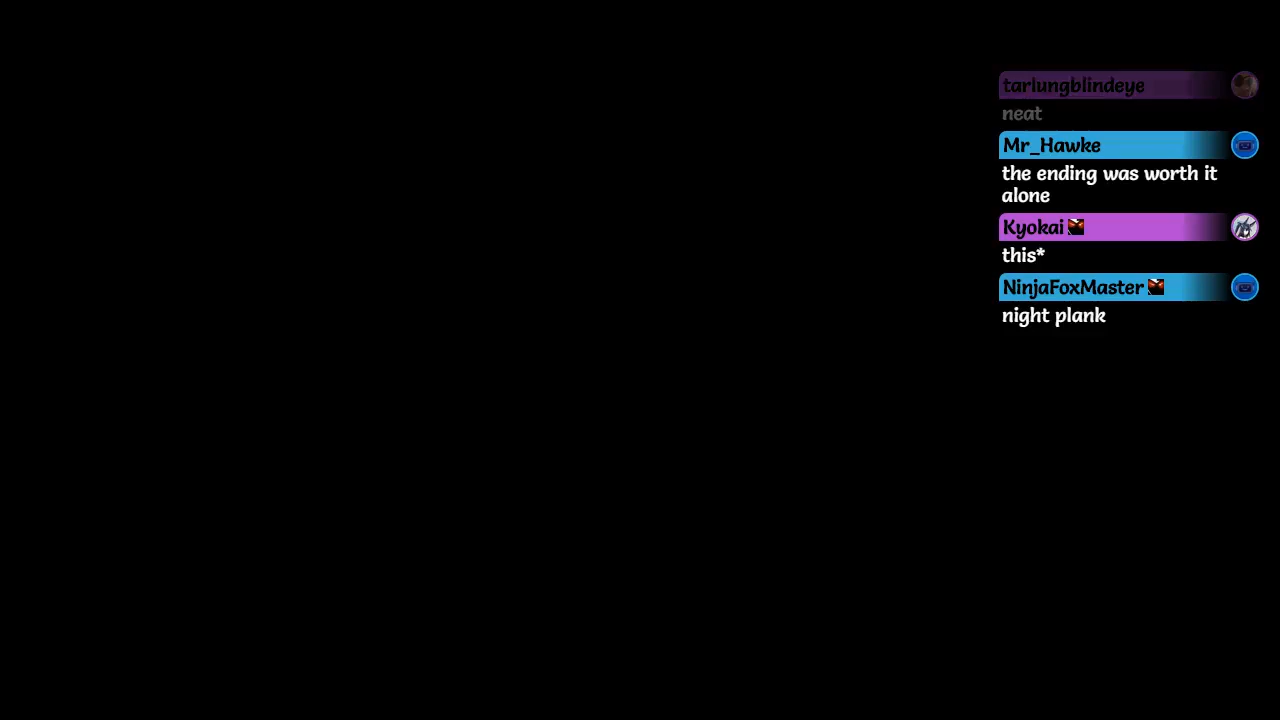 tarlungblindeye
neat
Mr_Hawke
the ending was worth it
alone
Kyokai
this*
NinjaFoxMaster
night plank